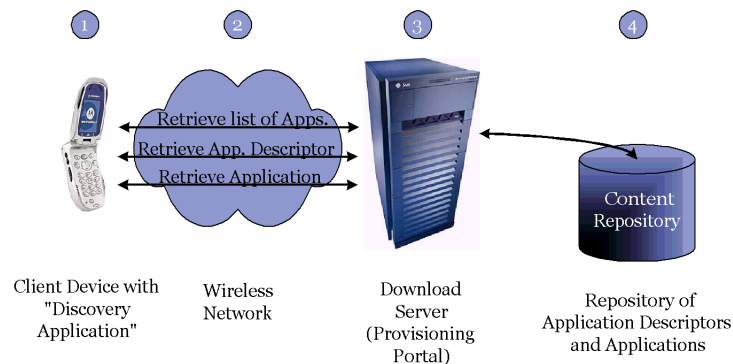 1
2
3
4
Retrieve list of Apps.
Retrieve App. Descriptor
Retrieve Application
Sun
Content
Repository
Client Device with
"Discovery
Application"
Wireless
Network
Download
Server
(Provisioning
Portal)
Repository of
Application Descriptors
and Applications